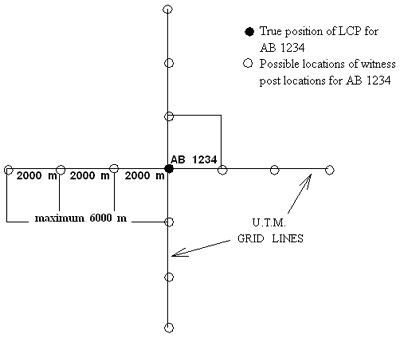 True position of LCP for
AB 1234
Possible locations of witness
post locations for AB 1234
AB 1234
2000 m 2000 m 2000 m
maximum 6000 m
U.T.M.
GRID LINES